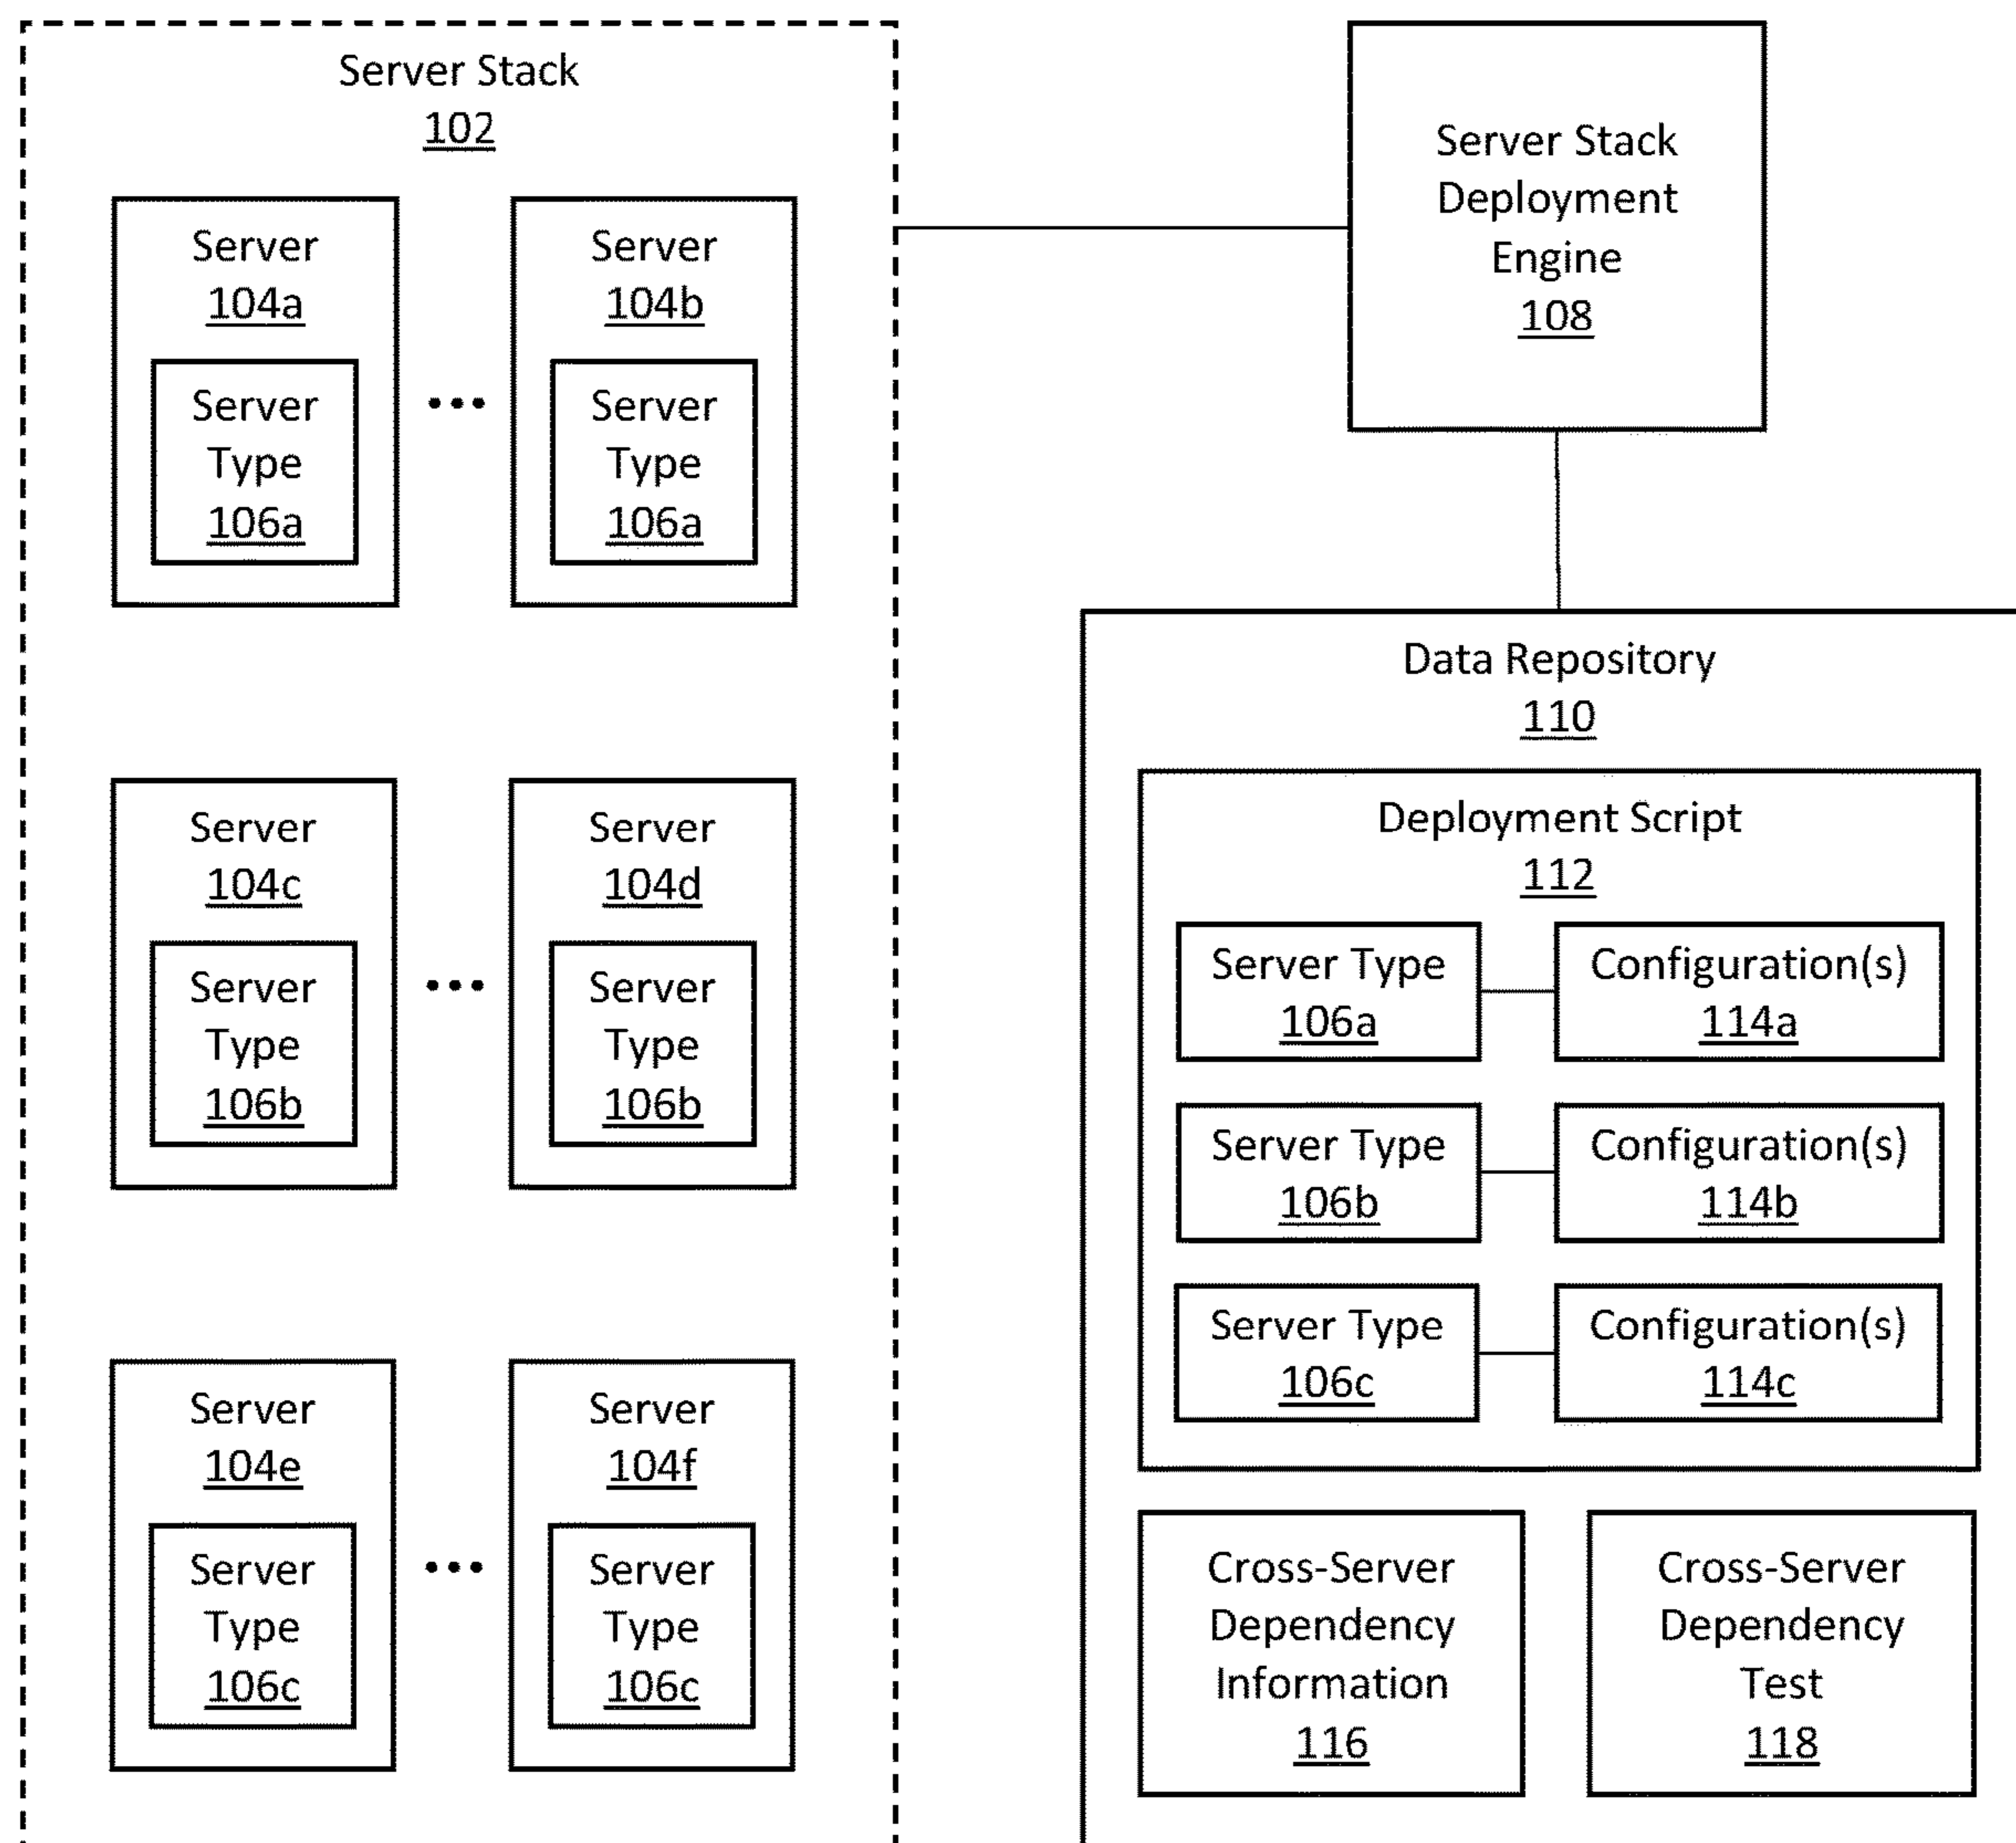 Server Stack
102
Server
104a
Server
Type
106a
...
Server
104b
Server
Type
106a
Server
104c
Server
Type
106b
...
Server
104d
Server
Type
106b
Server
104e
Server
Type
106c
...
Server
104f
Server
Type
106c
Server Stack
Deployment
Engine
108
Data Repository
110
Deployment Script
112
Server Type
106a
Configuration(s)
114a
Server Type
106b
Configuration(s)
114b
Server Type
106c
Configuration(s)
114c
Cross-Server
Dependency
Information
116
Cross-Server
Dependency
Test
118